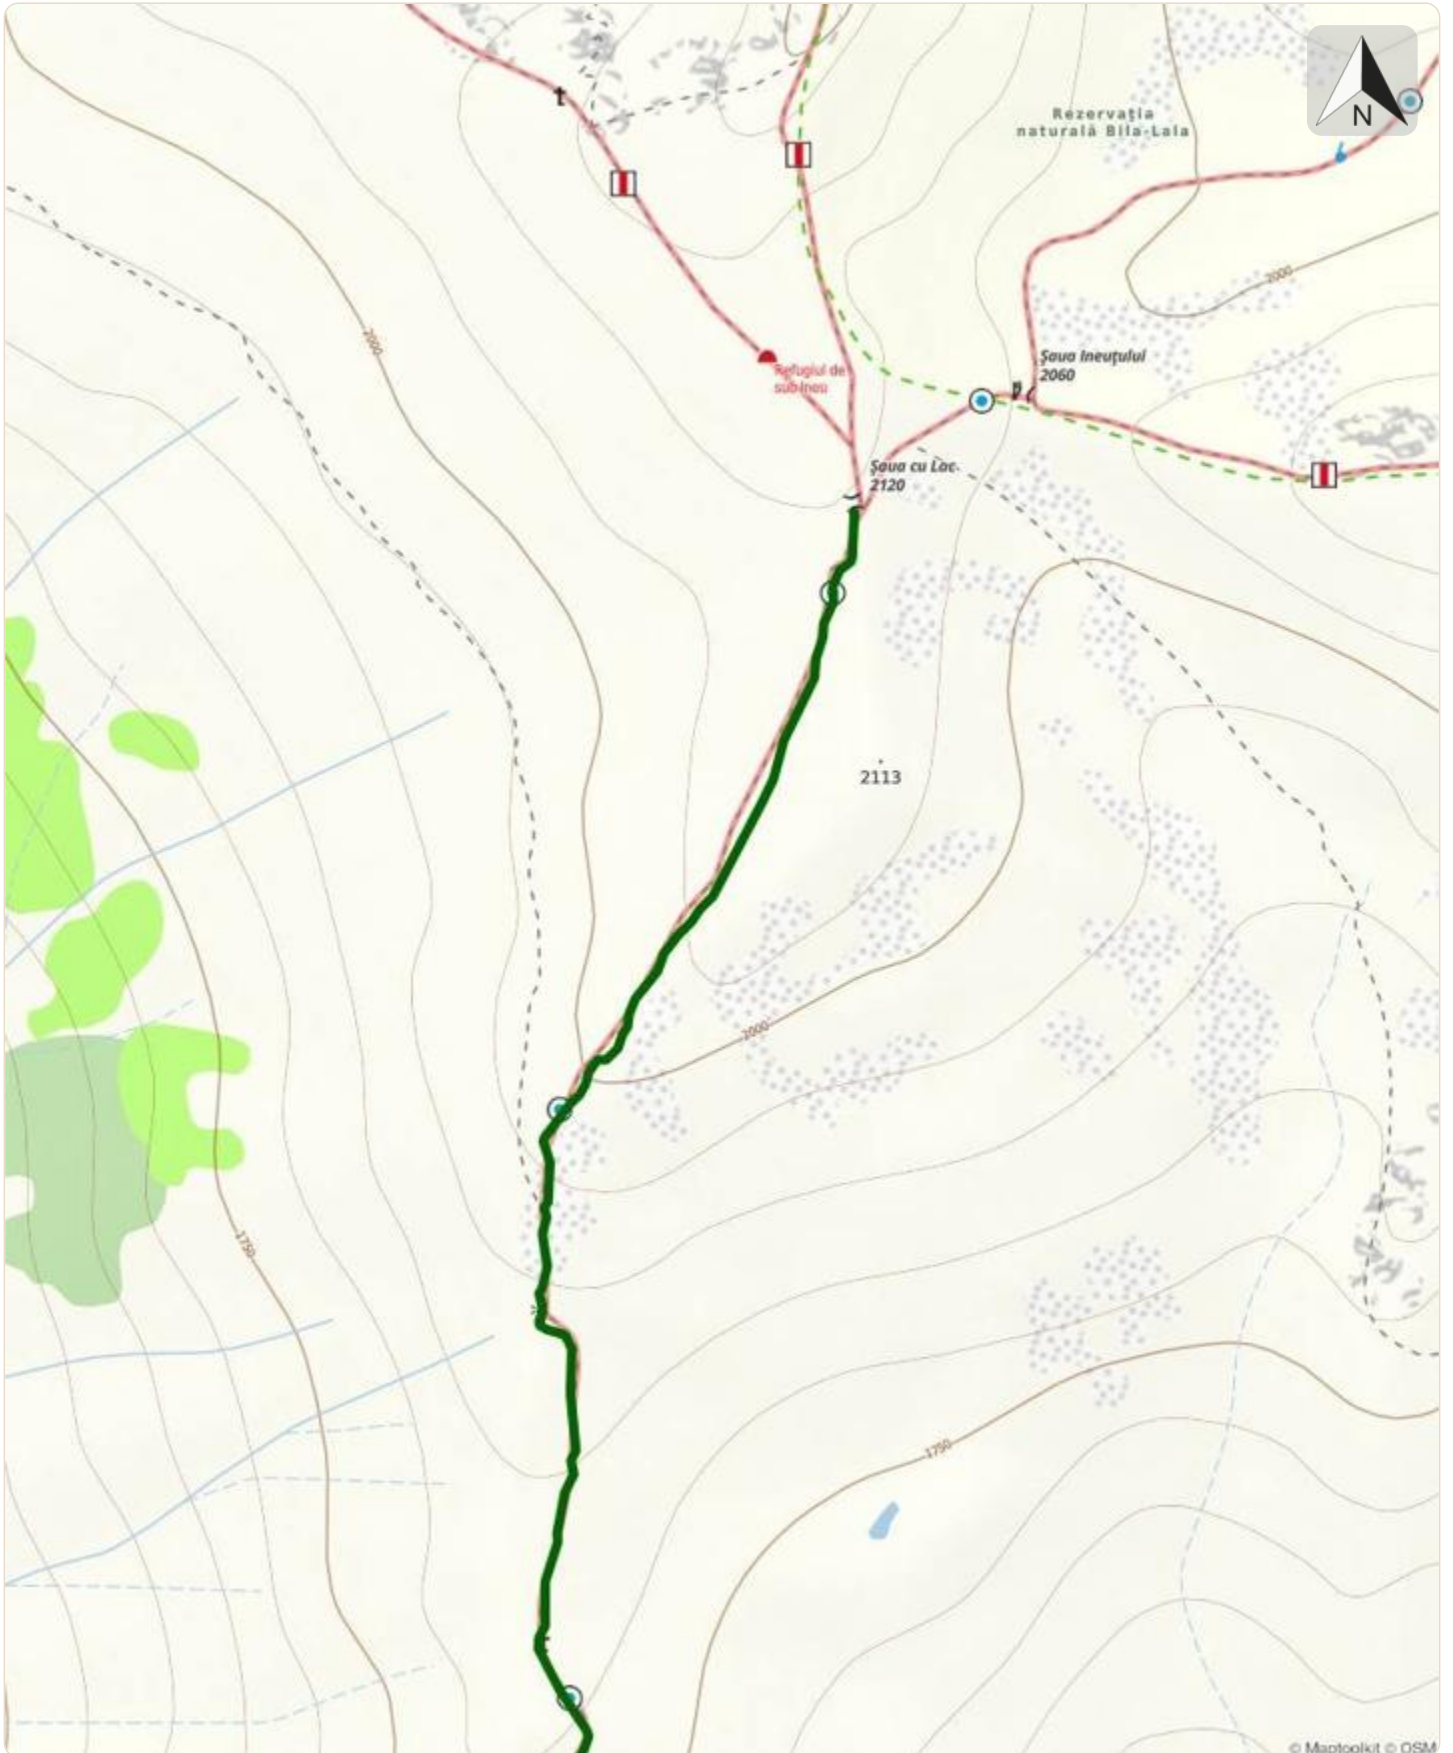 N
Rezervația
naturală Bila-Lala
2000
2000
Șaua Ineuțului
2060
Refugiul de
sub Ineu
Șaua cu Lac
2120
2113
2000
1750
1750
© Maptoolkit © OSM